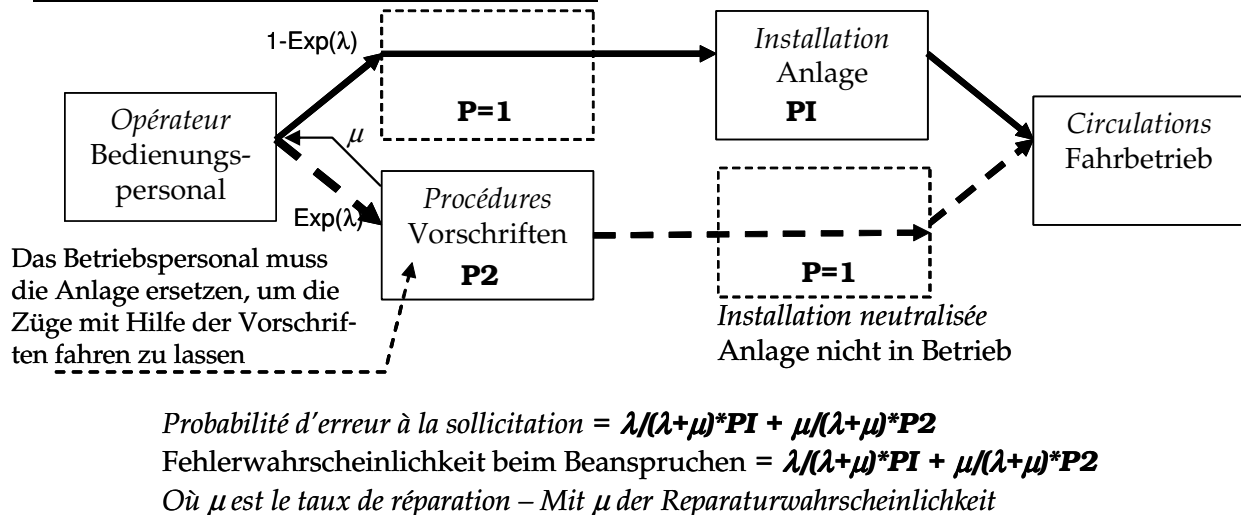 1-Exp(λ)
Installation
Anlage
PI
P=1
Opérateur
Bedienungs-
personal
μ
Circulations
Fahrbetrieb
Exp(λ)
Procédures
Vorschriften
P2
P=1
Das Betriebspersonal muss
die Anlage ersetzen, um die
Züge mit Hilfe der Vorschrif-
ten fahren zu lassen
Installation neutralisée
Anlage nicht in Betrieb
Probabilité d'erreur à la sollicitation = λ/(λ+μ)*PI + μ/(λ+μ)*P2
Fehlerwahrscheinlichkeit beim Beanspruchen = λ/(λ+μ)*PI + μ/(λ+μ)*P2
Où μ est le taux de réparation – Mit μ der Reparaturwahrscheinlichkeit